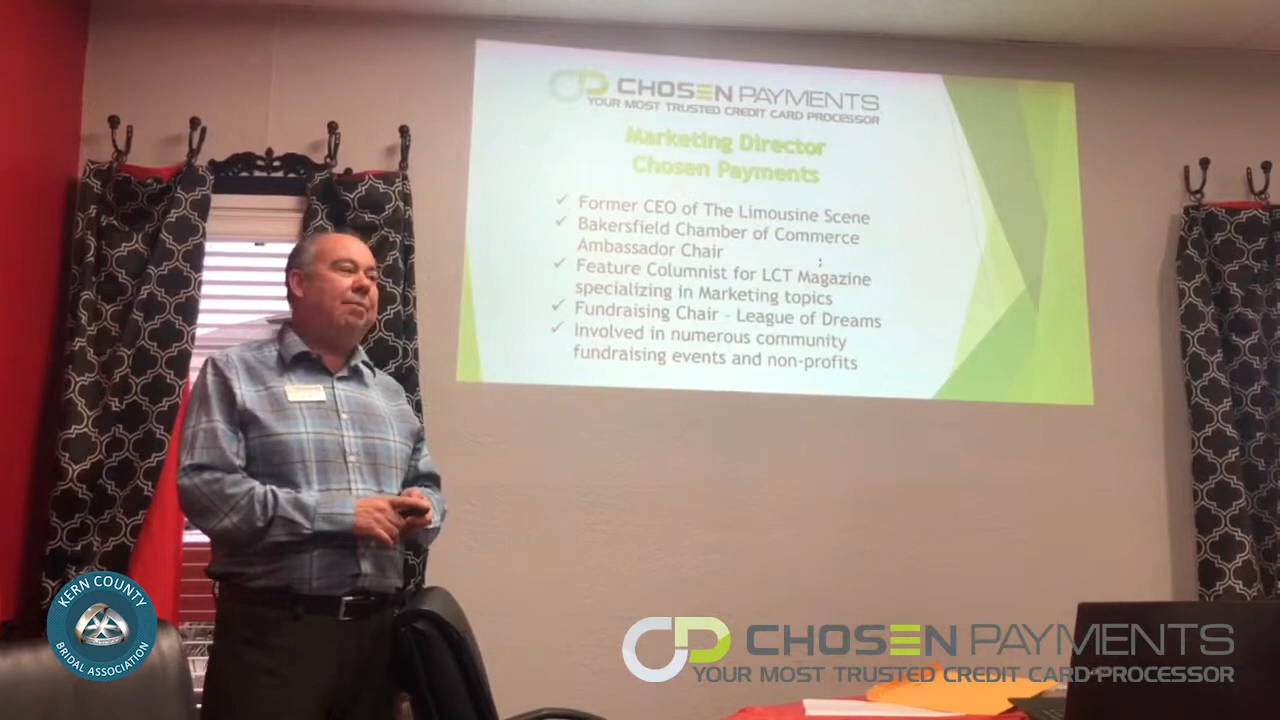 CHOSEN PAYMENTS
YOUR MOST TRUSTED CREDIT CARD PROCESSOR
Marketing Director
Chosen Payments
✓ Former CEO of The Limousine Scene
✓ Bakersfield Chamber of Commerce
Ambassador Chair
✓ Feature Columnist for LCT Magazine
specializing in Marketing topics
✓ Fundraising Chair - League of Dreams
✓ Involved in numerous community
fundraising events and non-profits
KERN COUNTY
BRIDAL ASSOCIATION
CHOSEN PAYMENTS
YOUR MOST TRUSTED CREDIT CARD PROCESSOR